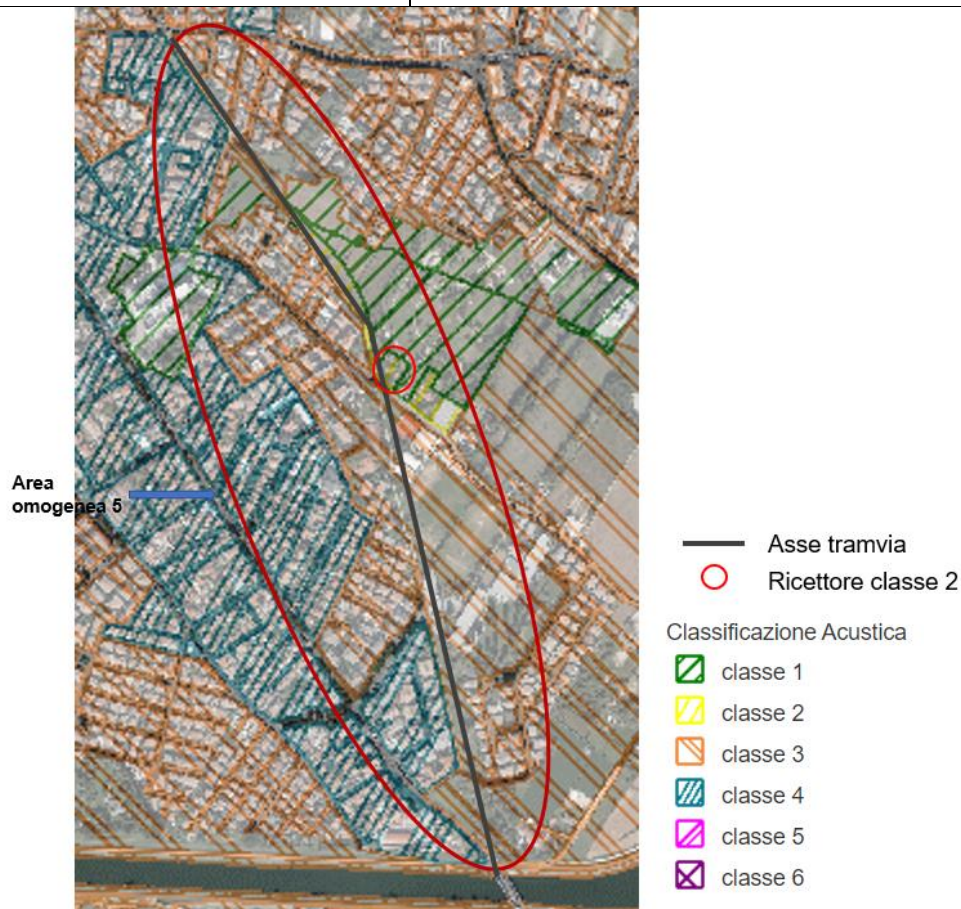 Area
omogenea 5
Asse tramvia
Ricettore classe 2
Classificazione Acustica
classe 1
classe 2
classe 3
classe 4
classe 5
classe 6